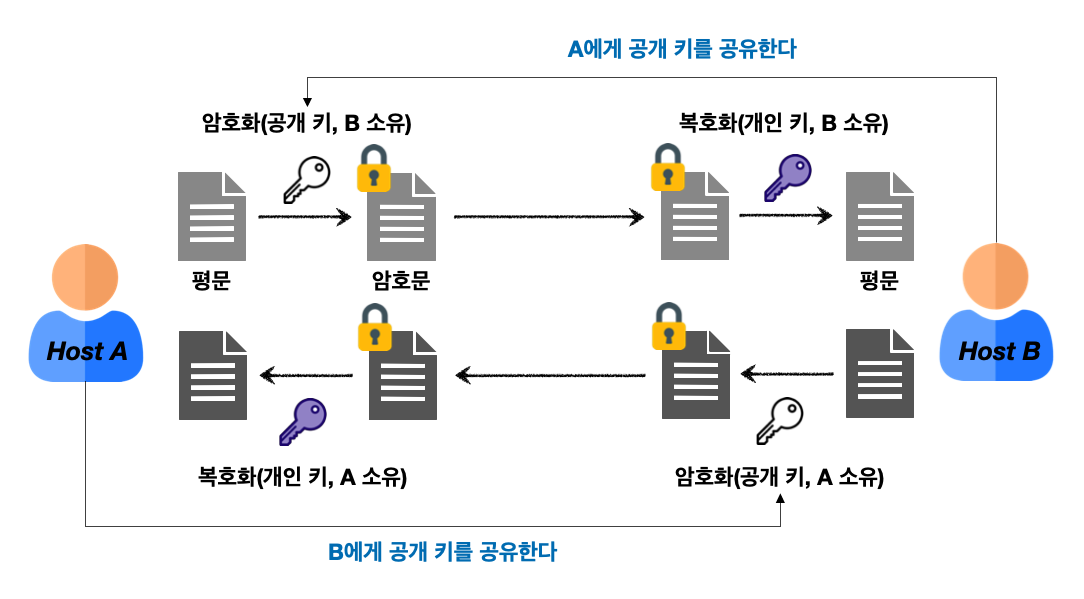 A에게 공개 키를 공유한다
암호화(공개 키, B 소유)
복호화(개인 키, B 소유)
평문
암호문
평문
Host A
Host B
복호화(개인 키, A 소유)
암호화(공개 키, A 소유)
B에게 공개 키를 공유한다